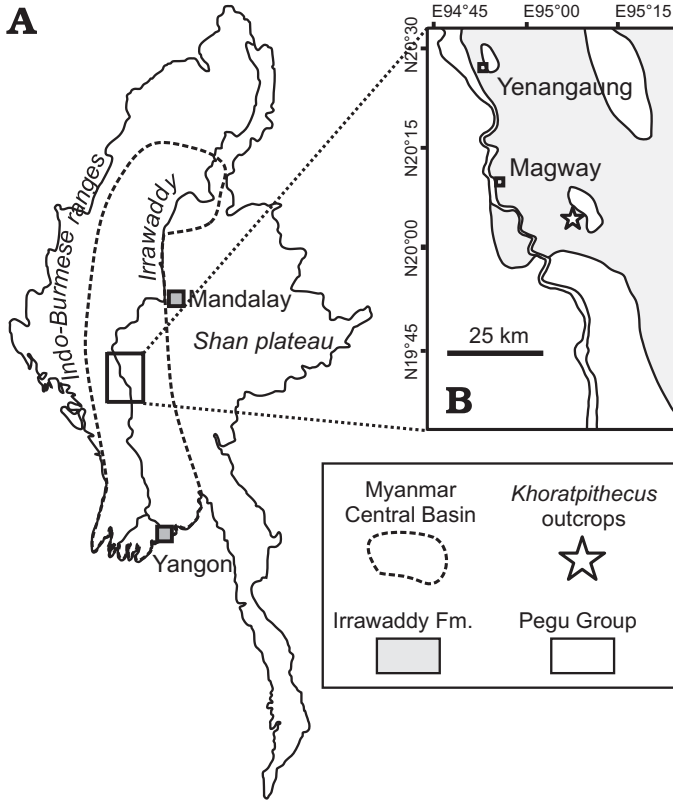 A
Indo-Burmese ranges
Irrawaddy
Mandalay
Shan plateau
Yangon
E94°45
E95°00
E95°15
N20°30
N20°15
N20°00
N19°45
Yenangaung
Magway
25 km
B
Myanmar
Central Basin
Khoratpithecus
outcrops
Irrawaddy Fm.
Pegu Group